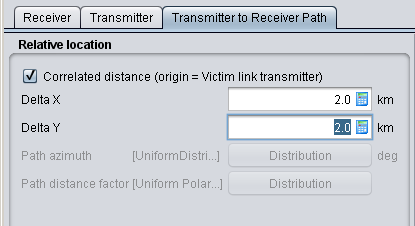 Receiver Transmitter Transmitter to Receiver Path
Relative location
Correlated distance (origin = Victim link transmitter)
Delta X 2.0 km
Delta Y 2.0 km
Path azimuth [UniformDistri...] Distribution deg
Path distance factor [Uniform Polar...] Distribution